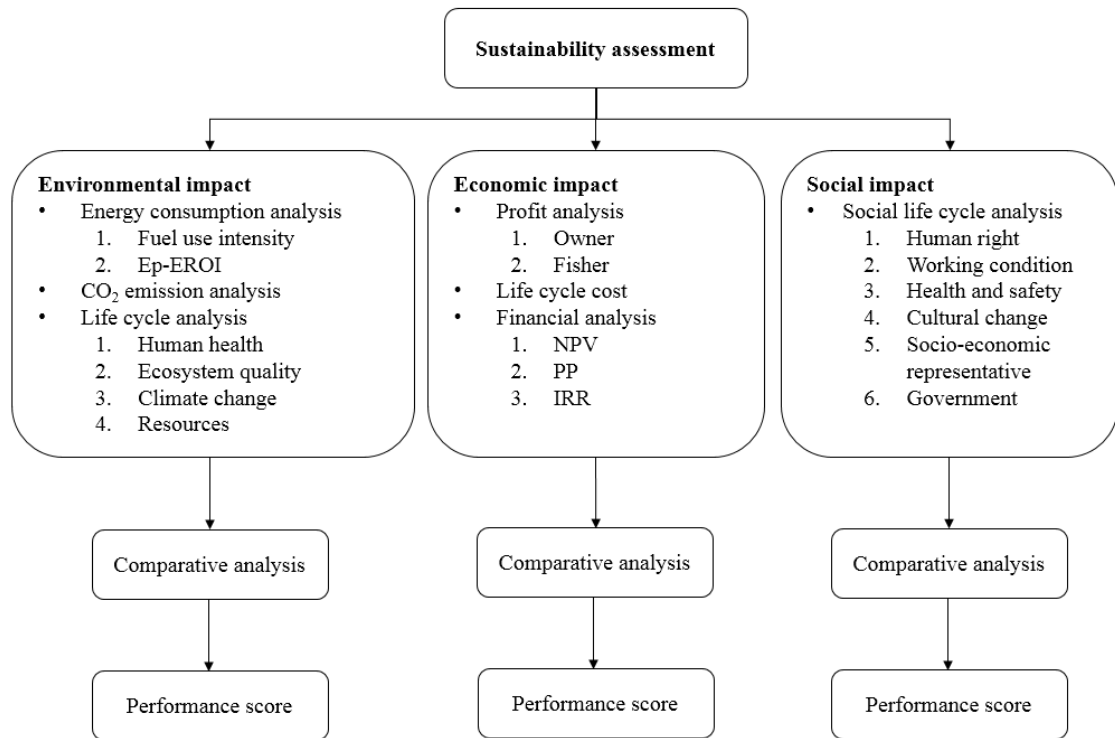 Sustainability assessment
Environmental impact
• Energy consumption analysis
1. Fuel use intensity
2. Ep-EROI
• CO₂ emission analysis
• Life cycle analysis
1. Human health
2. Ecosystem quality
3. Climate change
4. Resources
Economic impact
• Profit analysis
1. Owner
2. Fisher
• Life cycle cost
• Financial analysis
1. NPV
2. PP
3. IRR
Social impact
• Social life cycle analysis
1. Human right
2. Working condition
3. Health and safety
4. Cultural change
5. Socio-economic
representative
6. Government
Comparative analysis
Comparative analysis
Comparative analysis
Performance score
Performance score
Performance score